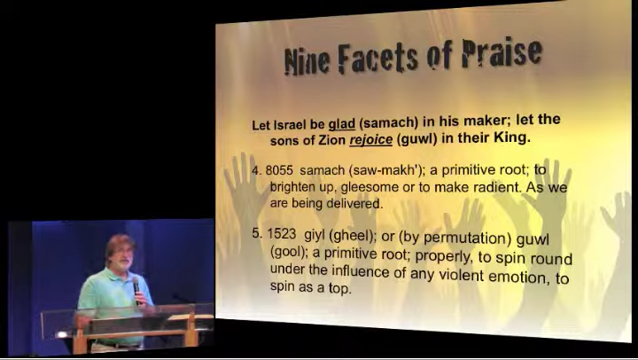 Nine Facets of Praise
Let Israel be glad (samach) in his maker; let the
sons of Zion rejoice (guwl) in their King.
4. 8055 samach (saw-makh'); a primitive root; to
brighten up, gleesome or to make radient. As we
are being delivered.
5. 1523 giyl (gheel); or (by permutation) guwl
(gool); a primitive root; properly, to spin round
under the influence of any violent emotion, to
spin as a top.